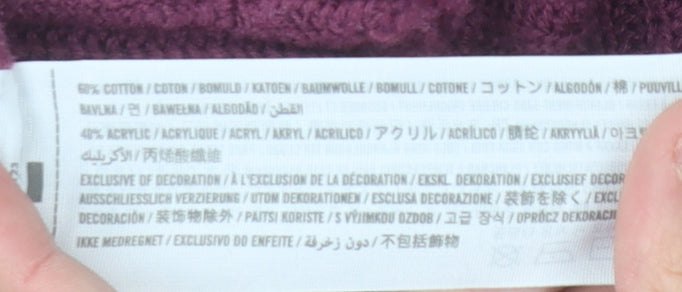 60% COTTON / COTON / BOMULD / KATOEN / BAUMWOLLE / BOMULL / COTONE / コットン / ALGODÓN / 棉 / PUUVILL
BAVLNA / 면 / BAWEŁNA / ALGODÃO / القطن
40% ACRYLIC / ACRYLIQUE / ACRYL / AKRYL / ACRILICO / アクリル / ACRÍLICO / 腈纶 / AKRYYLIÄ / 아크
الأكريليك / 丙烯酸纖維
EXCLUSIVE OF DECORATION / À L'EXCLUSION DE LA DÉCORATION / EKSKL. DEKORATION / EXCLUSIEF DECOR
AUSSCHLIESSLICH VERZIERUNG / UTOM DEKORATIONEN / ESCLUSA DECORAZIONE / 装飾を除く / EXCLU
DECORACIÓN / 装饰物除外 / PAITSI KORISTE / S VÝJIMKOU OZDOB / 고급 장식 / OPRÓCZ DEKORACJI
IKKE MEDREGNET / EXCLUSIVO DO ENFEITE / دون زخرفة / 不包括飾物